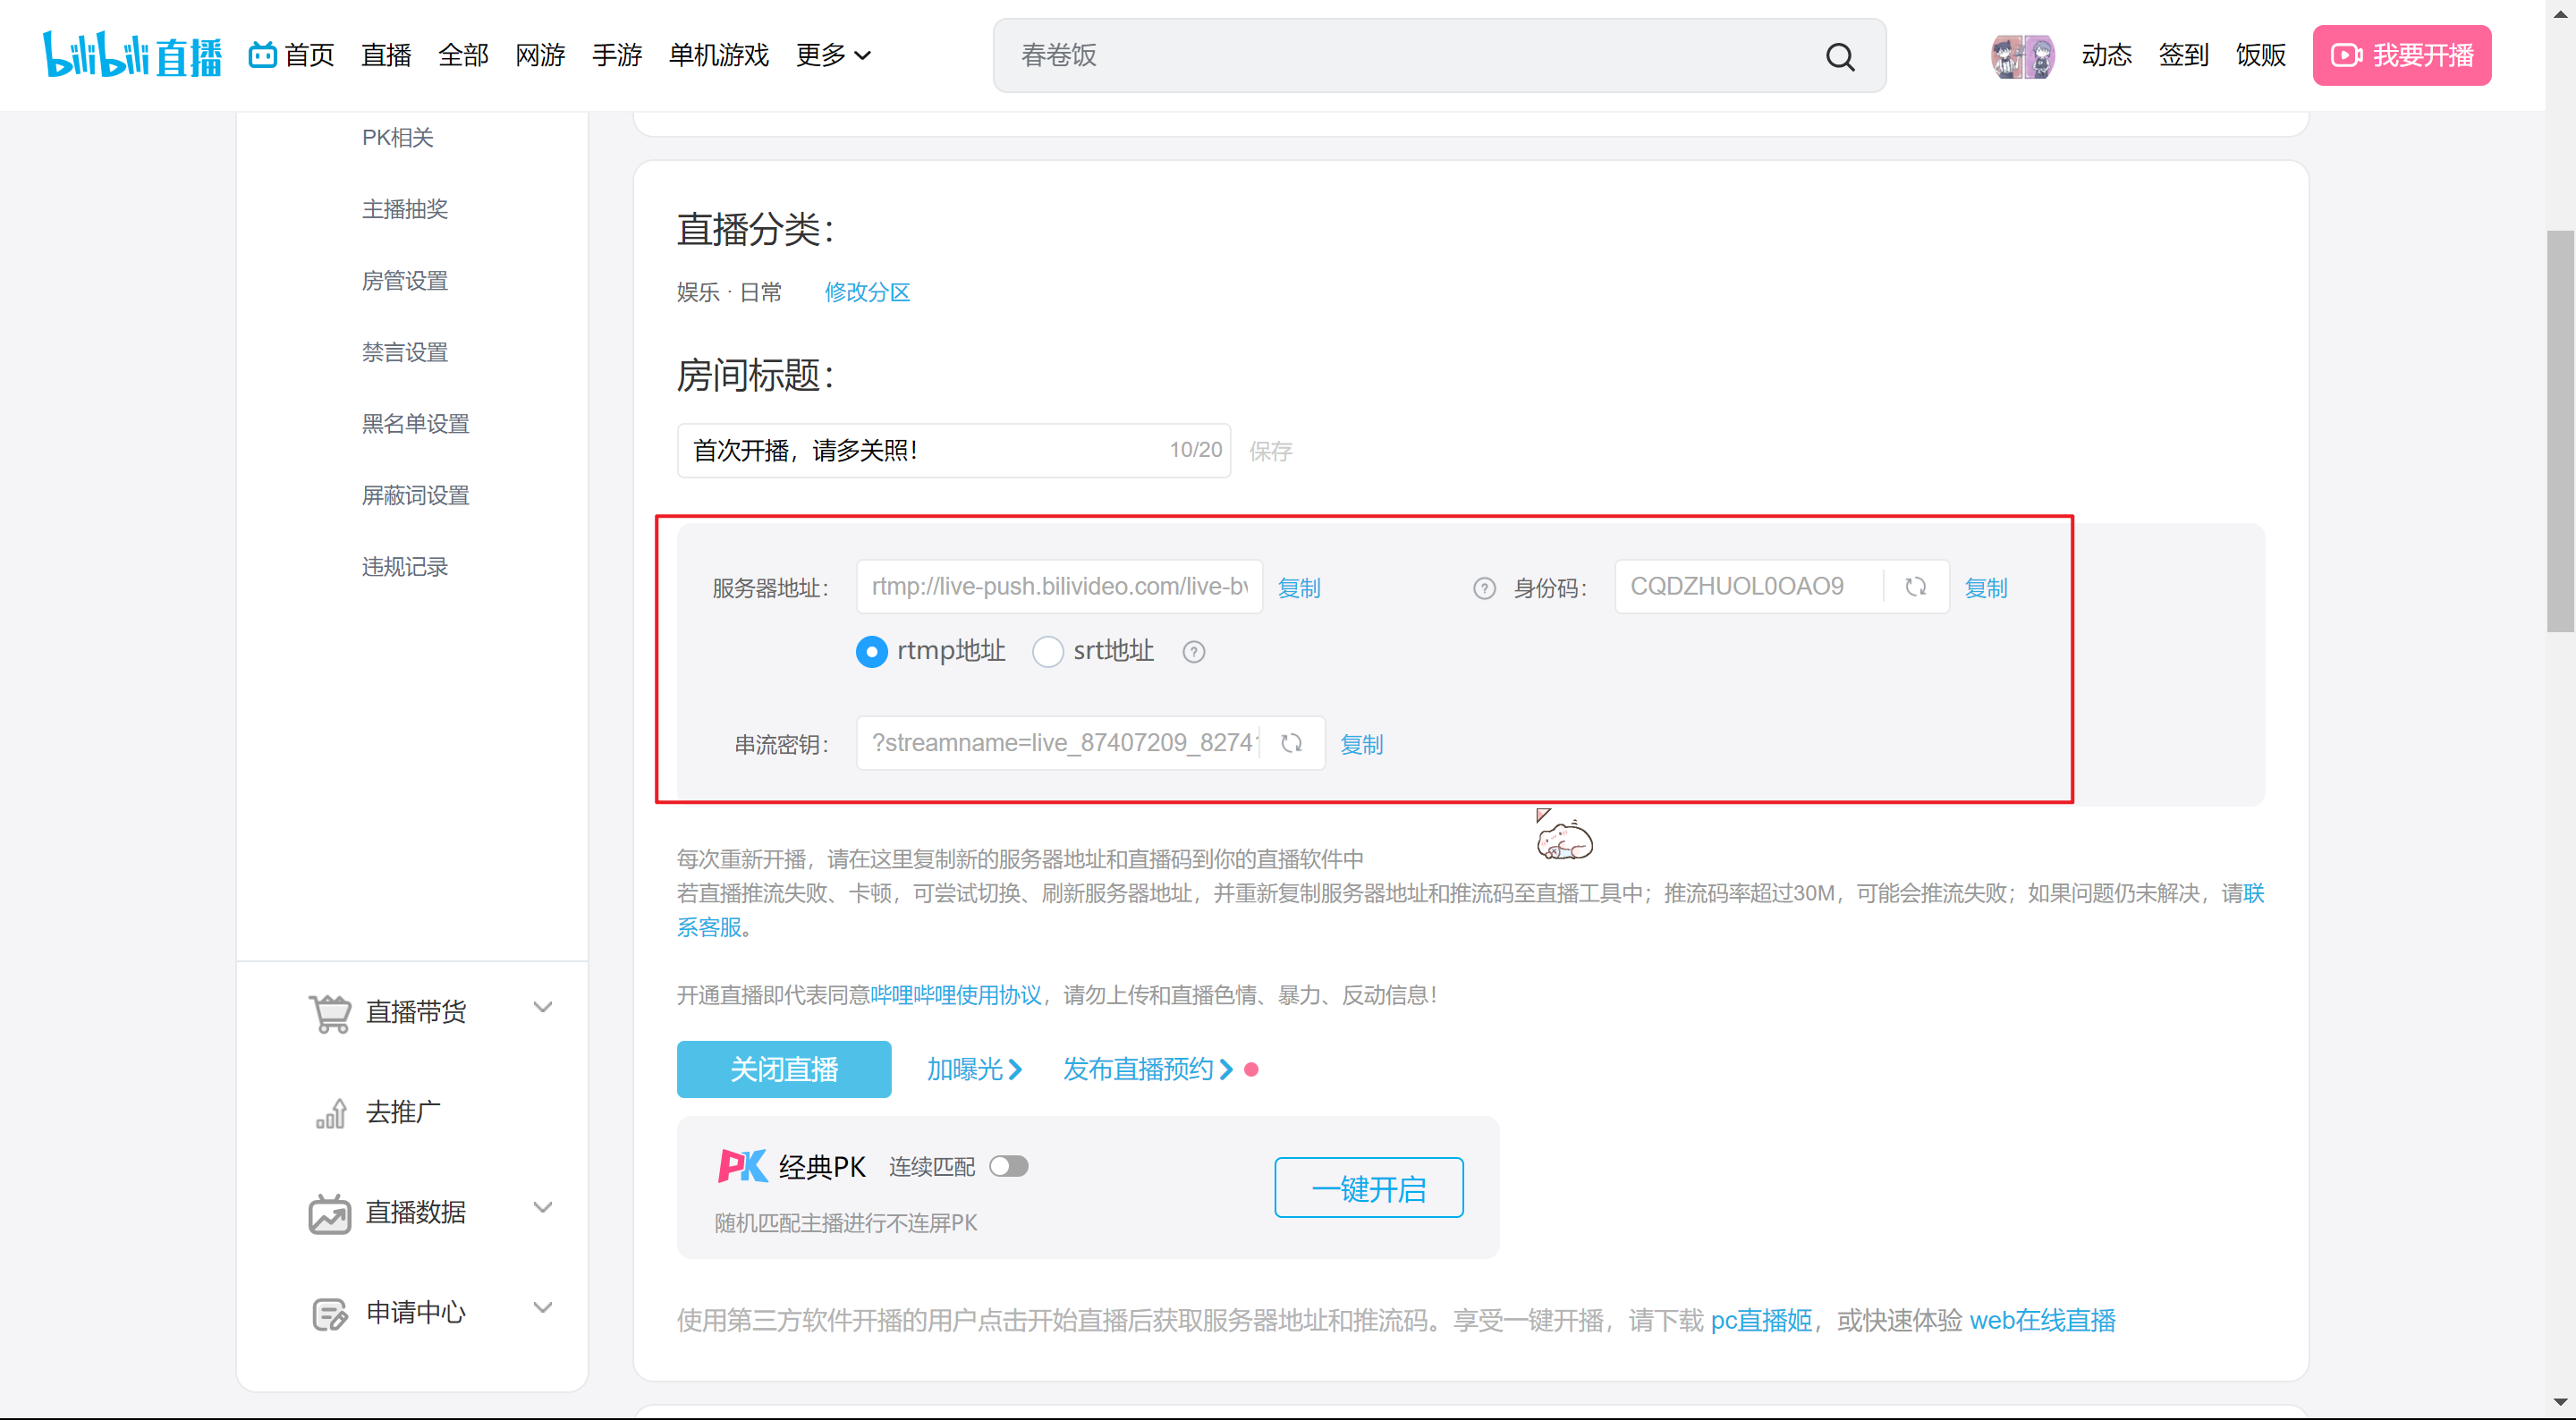 bilibili直播 首页 直播 全部 网游 手游 单机游戏 更多 春卷饭 动态 签到 饭贩 我要开播
PK相关
主播抽奖
房管设置
禁言设置
黑名单设置
屏蔽词设置
违规记录
直播带货
去推广
直播数据
申请中心
直播分类：
娱乐 · 日常 修改分区
房间标题：
首次开播，请多关照！ 10/20 保存
服务器地址： rtmp://live-push.bilivideo.com/live-bv 复制 ? 身份码： CQDZHUOL0OAO9 复制
rtmp地址 srt地址 ?
串流密钥： ?streamname=live_87407209_8274 复制
每次重新开播，请在这里复制新的服务器地址和直播码到你的直播软件中
若直播推流失败、卡顿，可尝试切换、刷新服务器地址，并重新复制服务器地址和推流码至直播工具中；推流码率超过30M，可能会推流失败；如果问题仍未解决，请联
系客服。
开通直播即代表同意哔哩哔哩使用协议，请勿上传和直播色情、暴力、反动信息！
关闭直播 加曝光 发布直播预约
PK 经典PK 连续匹配 一键开启
随机匹配主播进行不连屏PK
使用第三方软件开播的用户点击开始直播后获取服务器地址和推流码。享受一键开播，请下载 pc直播姬，或快速体验 web在线直播